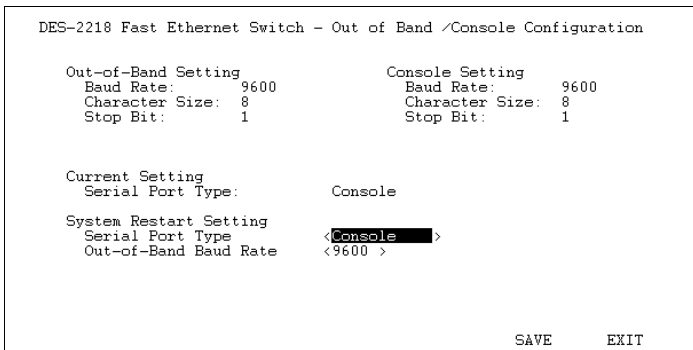 DES-2218 Fast Ethernet Switch - Out of Band /Console Configuration
Out-of-Band Setting Console Setting
Baud Rate: 9600 Baud Rate: 9600
Character Size: 8 Character Size: 8
Stop Bit: 1 Stop Bit: 1
Current Setting
Serial Port Type: Console
System Restart Setting
Serial Port Type <Console >
Out-of-Band Baud Rate <9600 >
SAVE EXIT